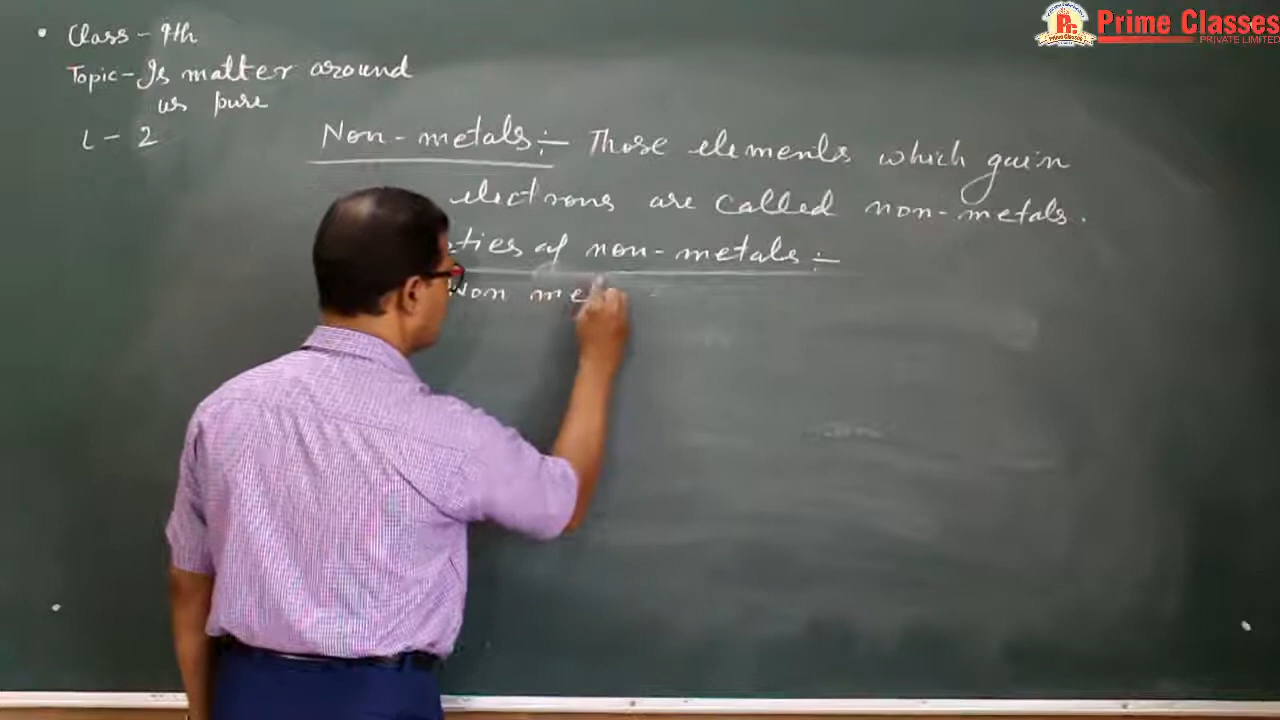 Prime Classes
PRIVATE LIMITED
• Class - 9th
Topic - Is matter around
us pure
L - 2
Non-metals :- Those elements which gain
electrons are called non-metals.
ties of non-metals :-
Non me